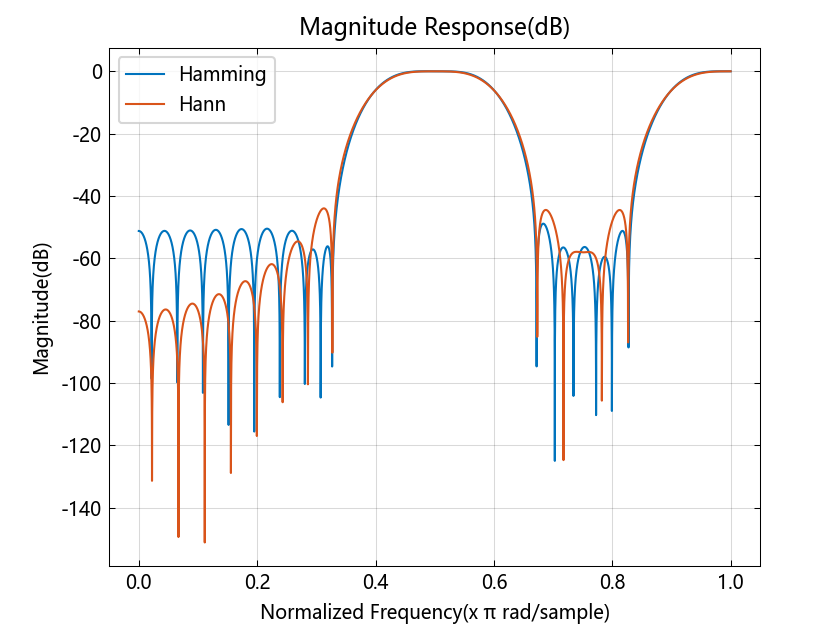 Magnitude Response(dB)
Hamming
Hann
0
-20
-40
-60
-80
-100
-120
-140
Magnitude(dB)
0.0 0.2 0.4 0.6 0.8 1.0
Normalized Frequency(x π rad/sample)